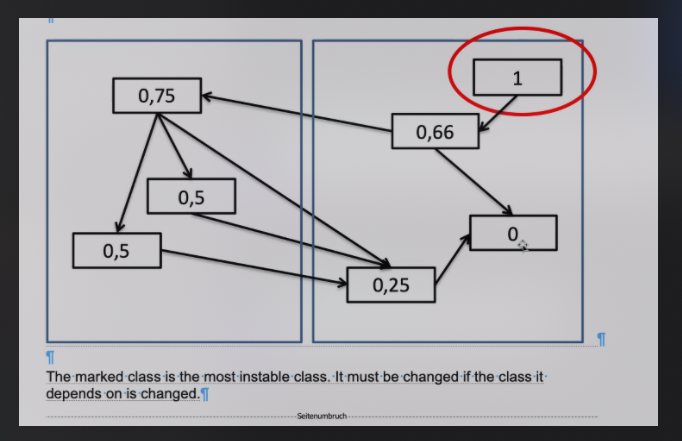 1
0,75
0,66
0,5
0
0,5
0,25
The marked class is the most instable class. It must be changed if the class it
depends on is changed.
Seitenumbruch